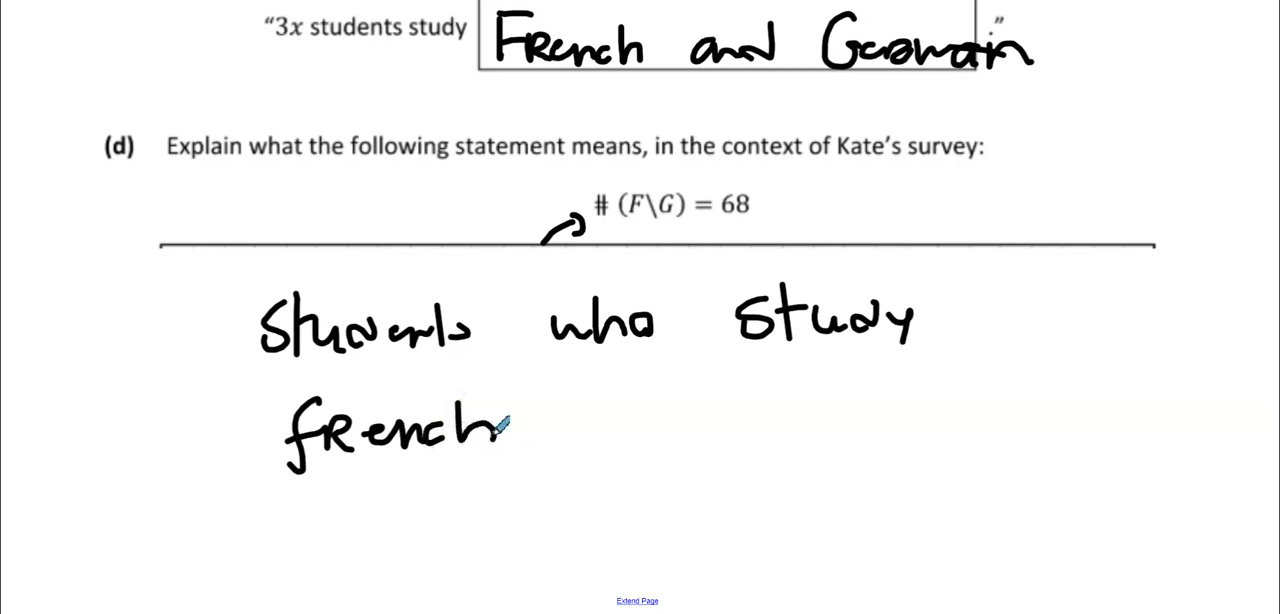 “3x students study French and German .”
(d) Explain what the following statement means, in the context of Kate’s survey:
# (F\G) = 68
Students who study
french
Extend Page